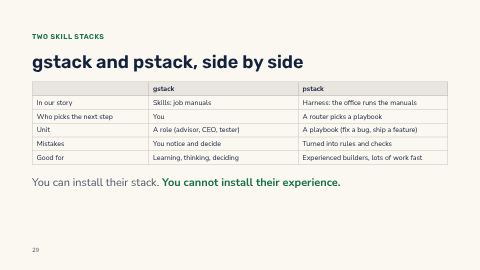 TWO SKILL STACKS
gstack and pstack, side by side
gstack pstack
In our story Skills: job manuals Harness: the office runs the manuals
Who picks the next step You A router picks a playbook
Unit A role (advisor, CEO, tester) A playbook (fix a bug, ship a feature)
Mistakes You notice and decide Turned into rules and checks
Good for Learning, thinking, deciding Experienced builders, lots of work fast
You can install their stack. You cannot install their experience.
29